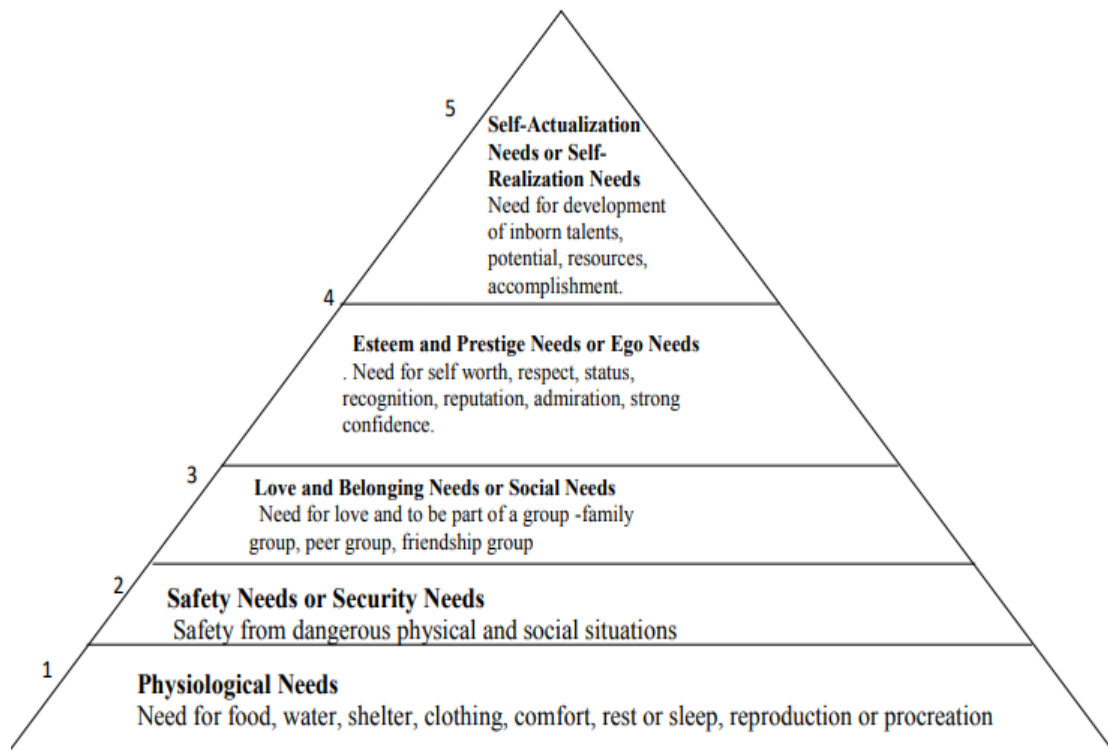 5
Self-Actualization
Needs or Self-
Realization Needs
Need for development
of inborn talents,
potential, resources,
accomplishment.
4
Esteem and Prestige Needs or Ego Needs
. Need for self worth, respect, status,
recognition, reputation, admiration, strong
confidence.
3
Love and Belonging Needs or Social Needs
Need for love and to be part of a group -family
group, peer group, friendship group
2
Safety Needs or Security Needs
Safety from dangerous physical and social situations
1
Physiological Needs
Need for food, water, shelter, clothing, comfort, rest or sleep, reproduction or procreation